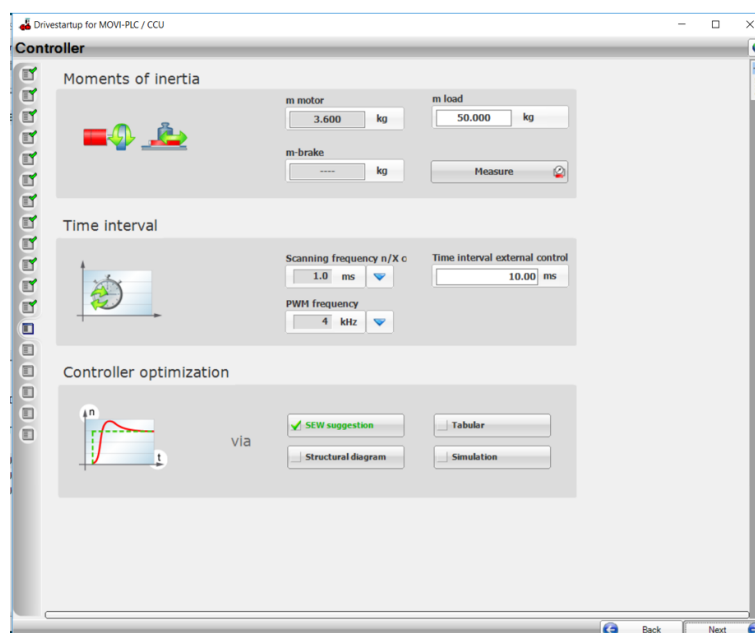 Drivestartup for MOVI-PLC / CCU
Controller
Moments of inertia
m motor
m load
3.600 kg
50.000 kg
m-brake
---- kg
Measure
Time interval
Scanning frequency n/X c
Time interval external control
1.0 ms
10.00 ms
PWM frequency
4 kHz
Controller optimization
n
t
via
SEW suggestion
Tabular
Structural diagram
Simulation
Back
Next